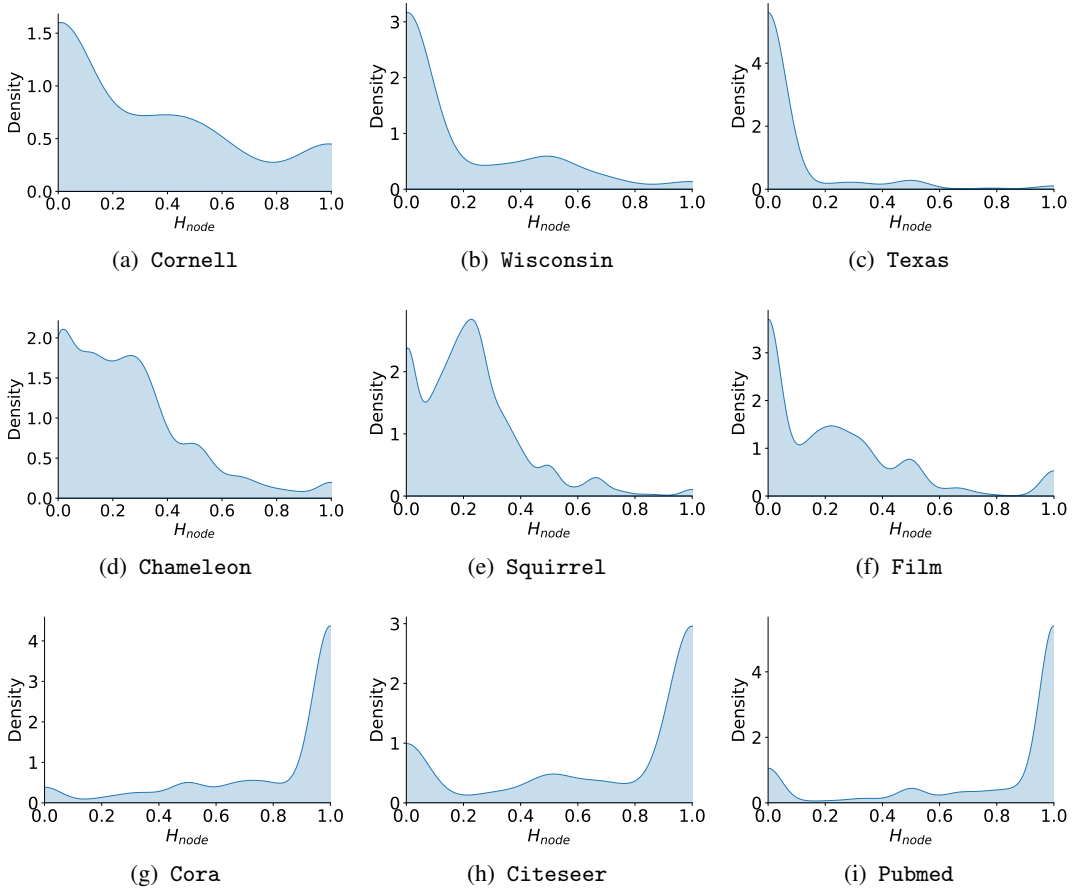 1.5
1.0
0.5
0.0
Density
0.0 0.2 0.4 0.6 0.8 1.0
H_node
(a) Cornell
3
2
1
0
Density
0.0 0.2 0.4 0.6 0.8 1.0
H_node
(b) Wisconsin
4
2
0
Density
0.0 0.2 0.4 0.6 0.8 1.0
H_node
(c) Texas
2.0
1.5
1.0
0.5
0.0
Density
0.0 0.2 0.4 0.6 0.8 1.0
H_node
(d) Chameleon
2
1
0
Density
0.0 0.2 0.4 0.6 0.8 1.0
H_node
(e) Squirrel
3
2
1
0
Density
0.0 0.2 0.4 0.6 0.8 1.0
H_node
(f) Film
4
3
2
1
0
Density
0.0 0.2 0.4 0.6 0.8 1.0
H_node
(g) Cora
3
2
1
0
Density
0.0 0.2 0.4 0.6 0.8 1.0
H_node
(h) Citeseer
4
2
0
Density
0.0 0.2 0.4 0.6 0.8 1.0
H_node
(i) Pubmed